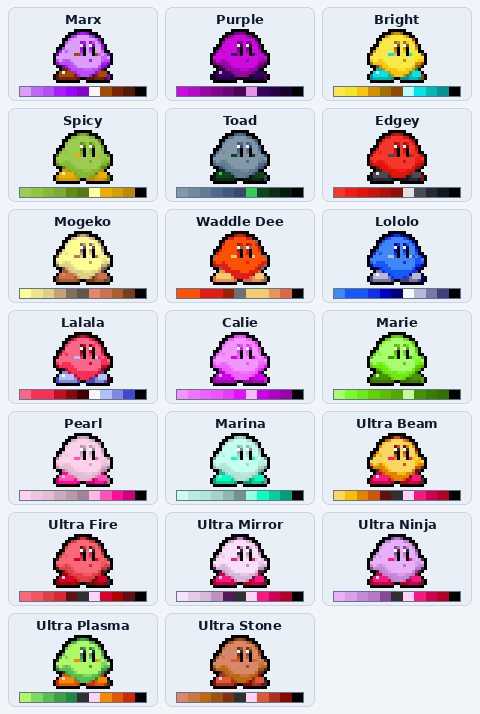 Marx
Purple
Bright
Spicy
Toad
Edgey
Mogeko
Waddle Dee
Lololo
Lalala
Calie
Marie
Pearl
Marina
Ultra Beam
Ultra Fire
Ultra Mirror
Ultra Ninja
Ultra Plasma
Ultra Stone